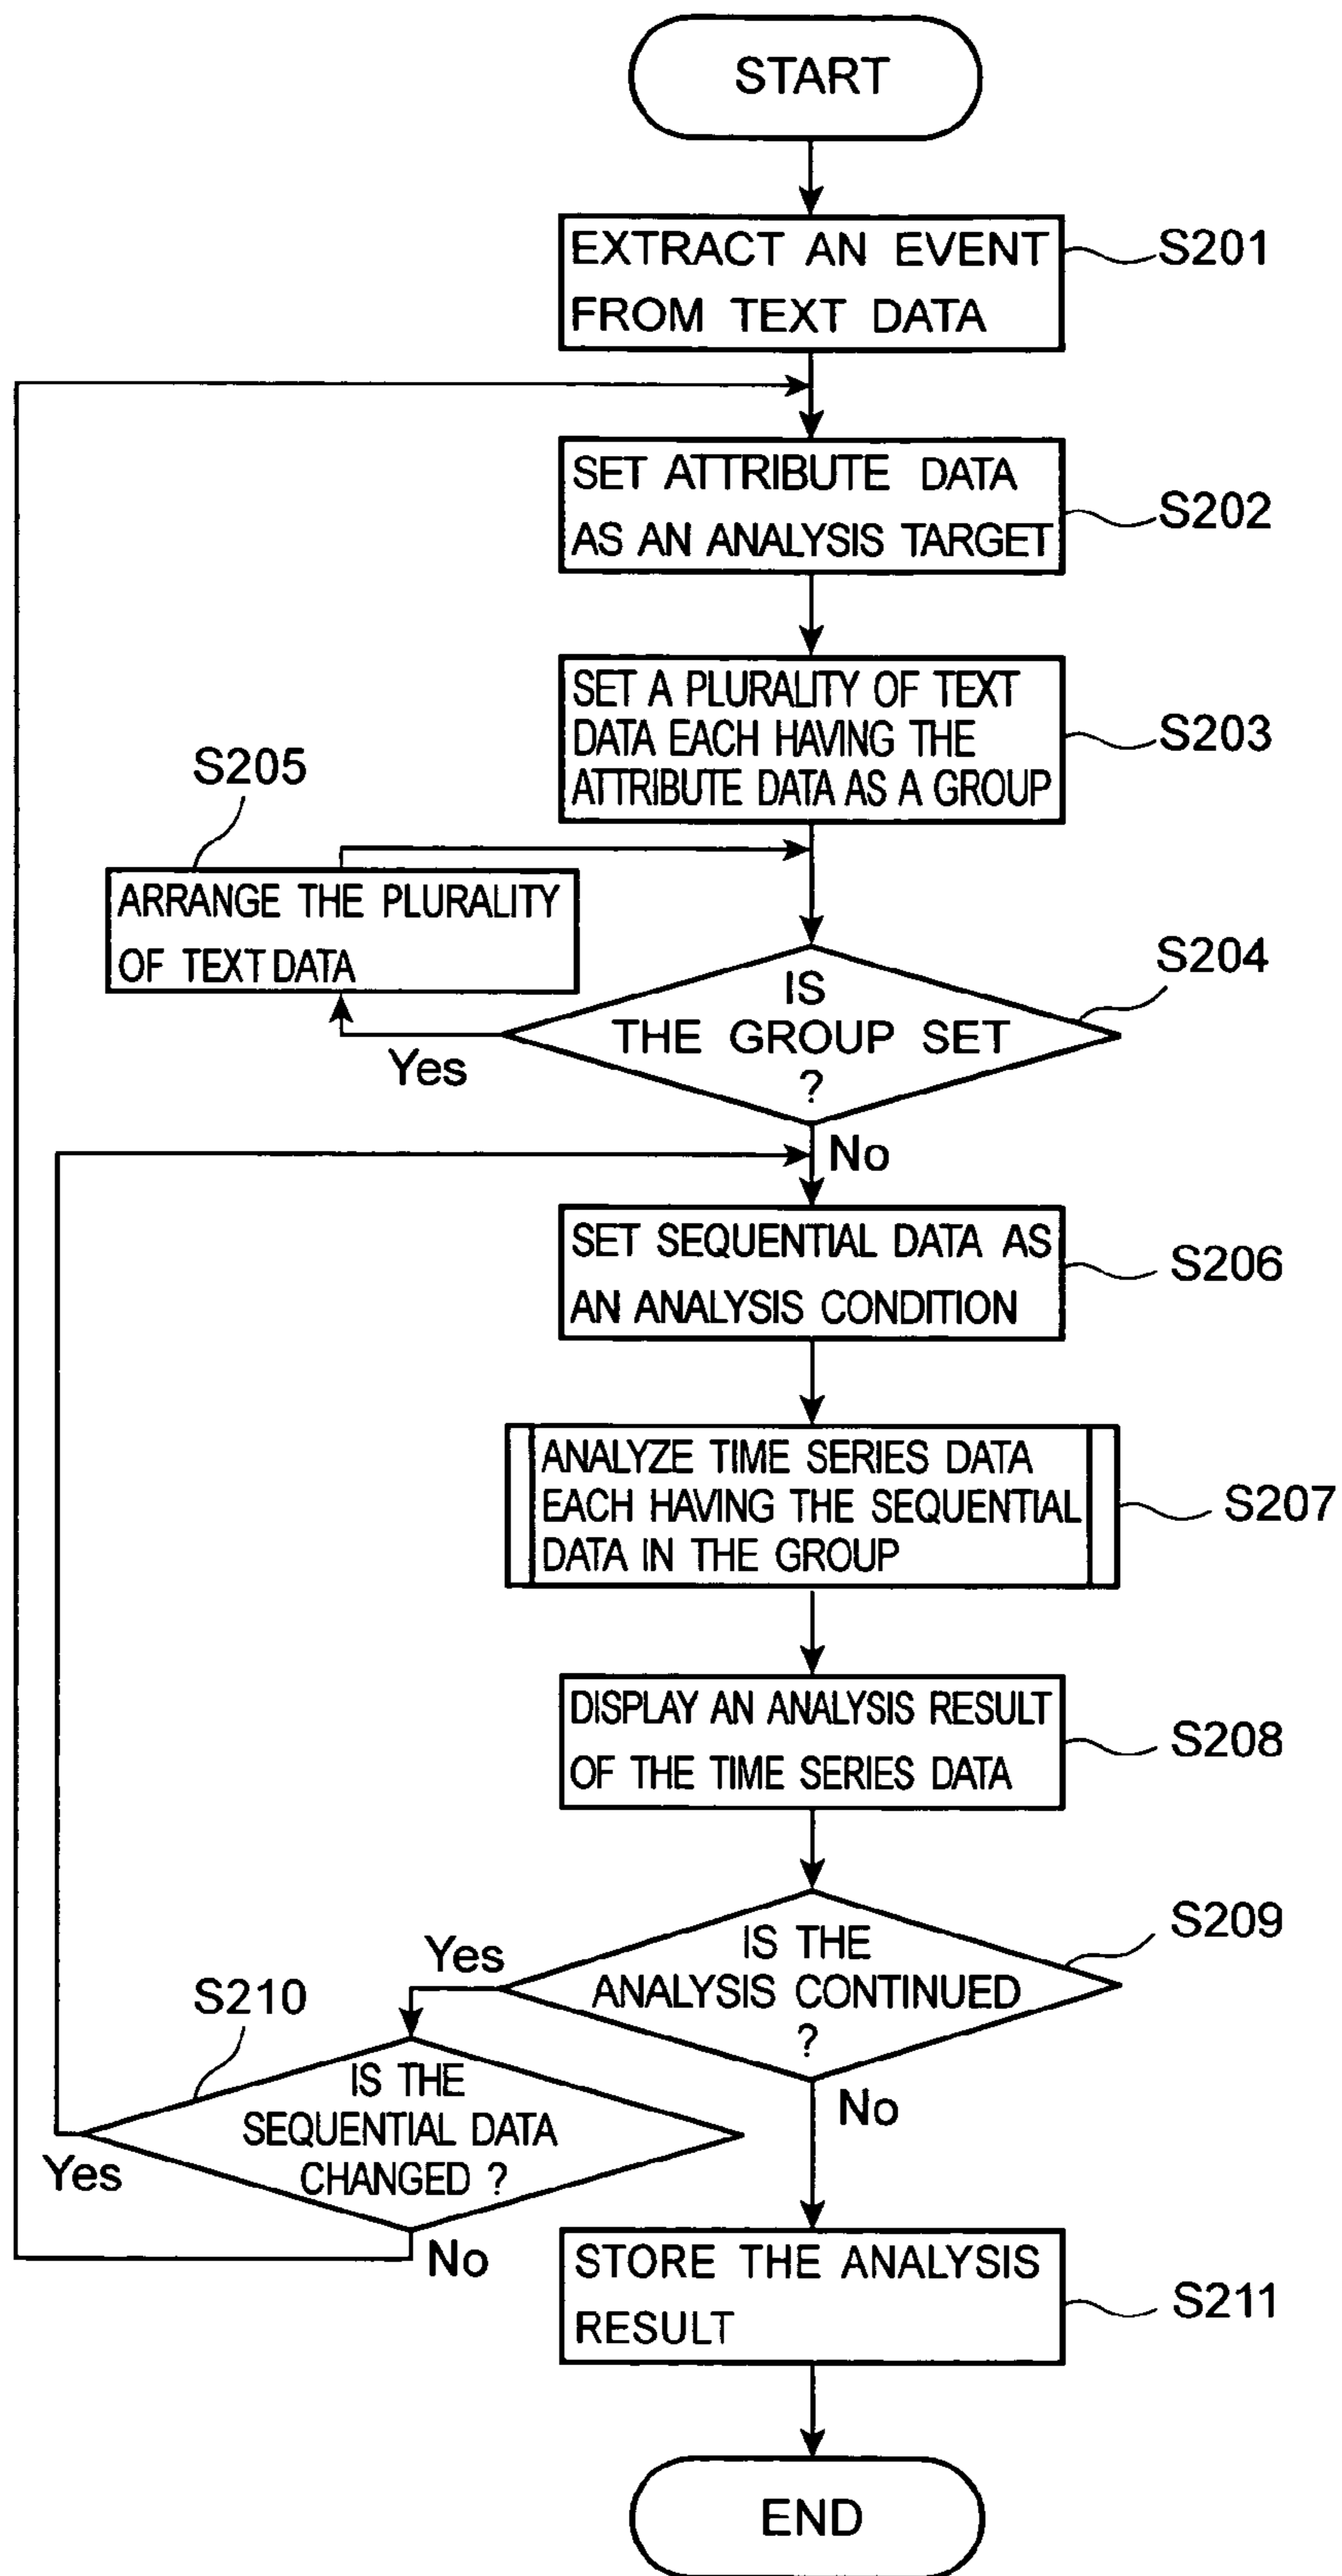 START
EXTRACT AN EVENT
FROM TEXT DATA
S201
SET ATTRIBUTE DATA
AS AN ANALYSIS TARGET
S202
SET A PLURALITY OF TEXT
DATA EACH HAVING THE
ATTRIBUTE DATA AS A GROUP
S203
S205
ARRANGE THE PLURALITY
OF TEXT DATA
IS
THE GROUP SET
?
S204
Yes
No
SET SEQUENTIAL DATA AS
AN ANALYSIS CONDITION
S206
ANALYZE TIME SERIES DATA
EACH HAVING THE SEQUENTIAL
DATA IN THE GROUP
S207
DISPLAY AN ANALYSIS RESULT
OF THE TIME SERIES DATA
S208
IS THE
ANALYSIS CONTINUED
?
S209
Yes
No
S210
IS THE
SEQUENTIAL DATA
CHANGED ?
Yes
No
STORE THE ANALYSIS
RESULT
S211
END